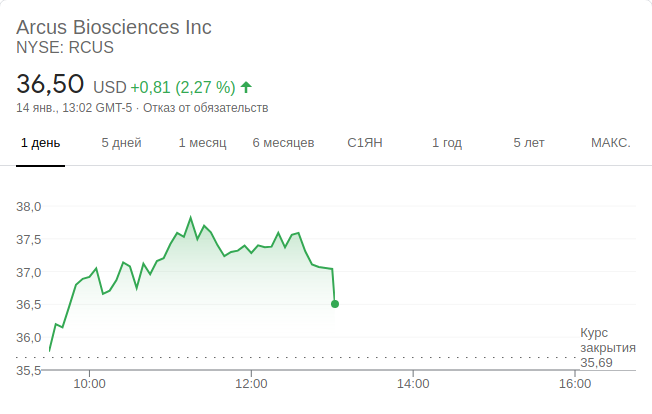 Arcus Biosciences Inc
NYSE: RCUS
36,50 USD +0,81 (2,27 %)
14 янв., 13:02 GMT-5 · Отказ от обязательств
1 день 5 дней 1 месяц 6 месяцев С1ЯН 1 год 5 лет МАКС.
38,0
37,5
37,0
36,5
36,0
Курс
закрытия
35,69
35,5
10:00 12:00 14:00 16:00